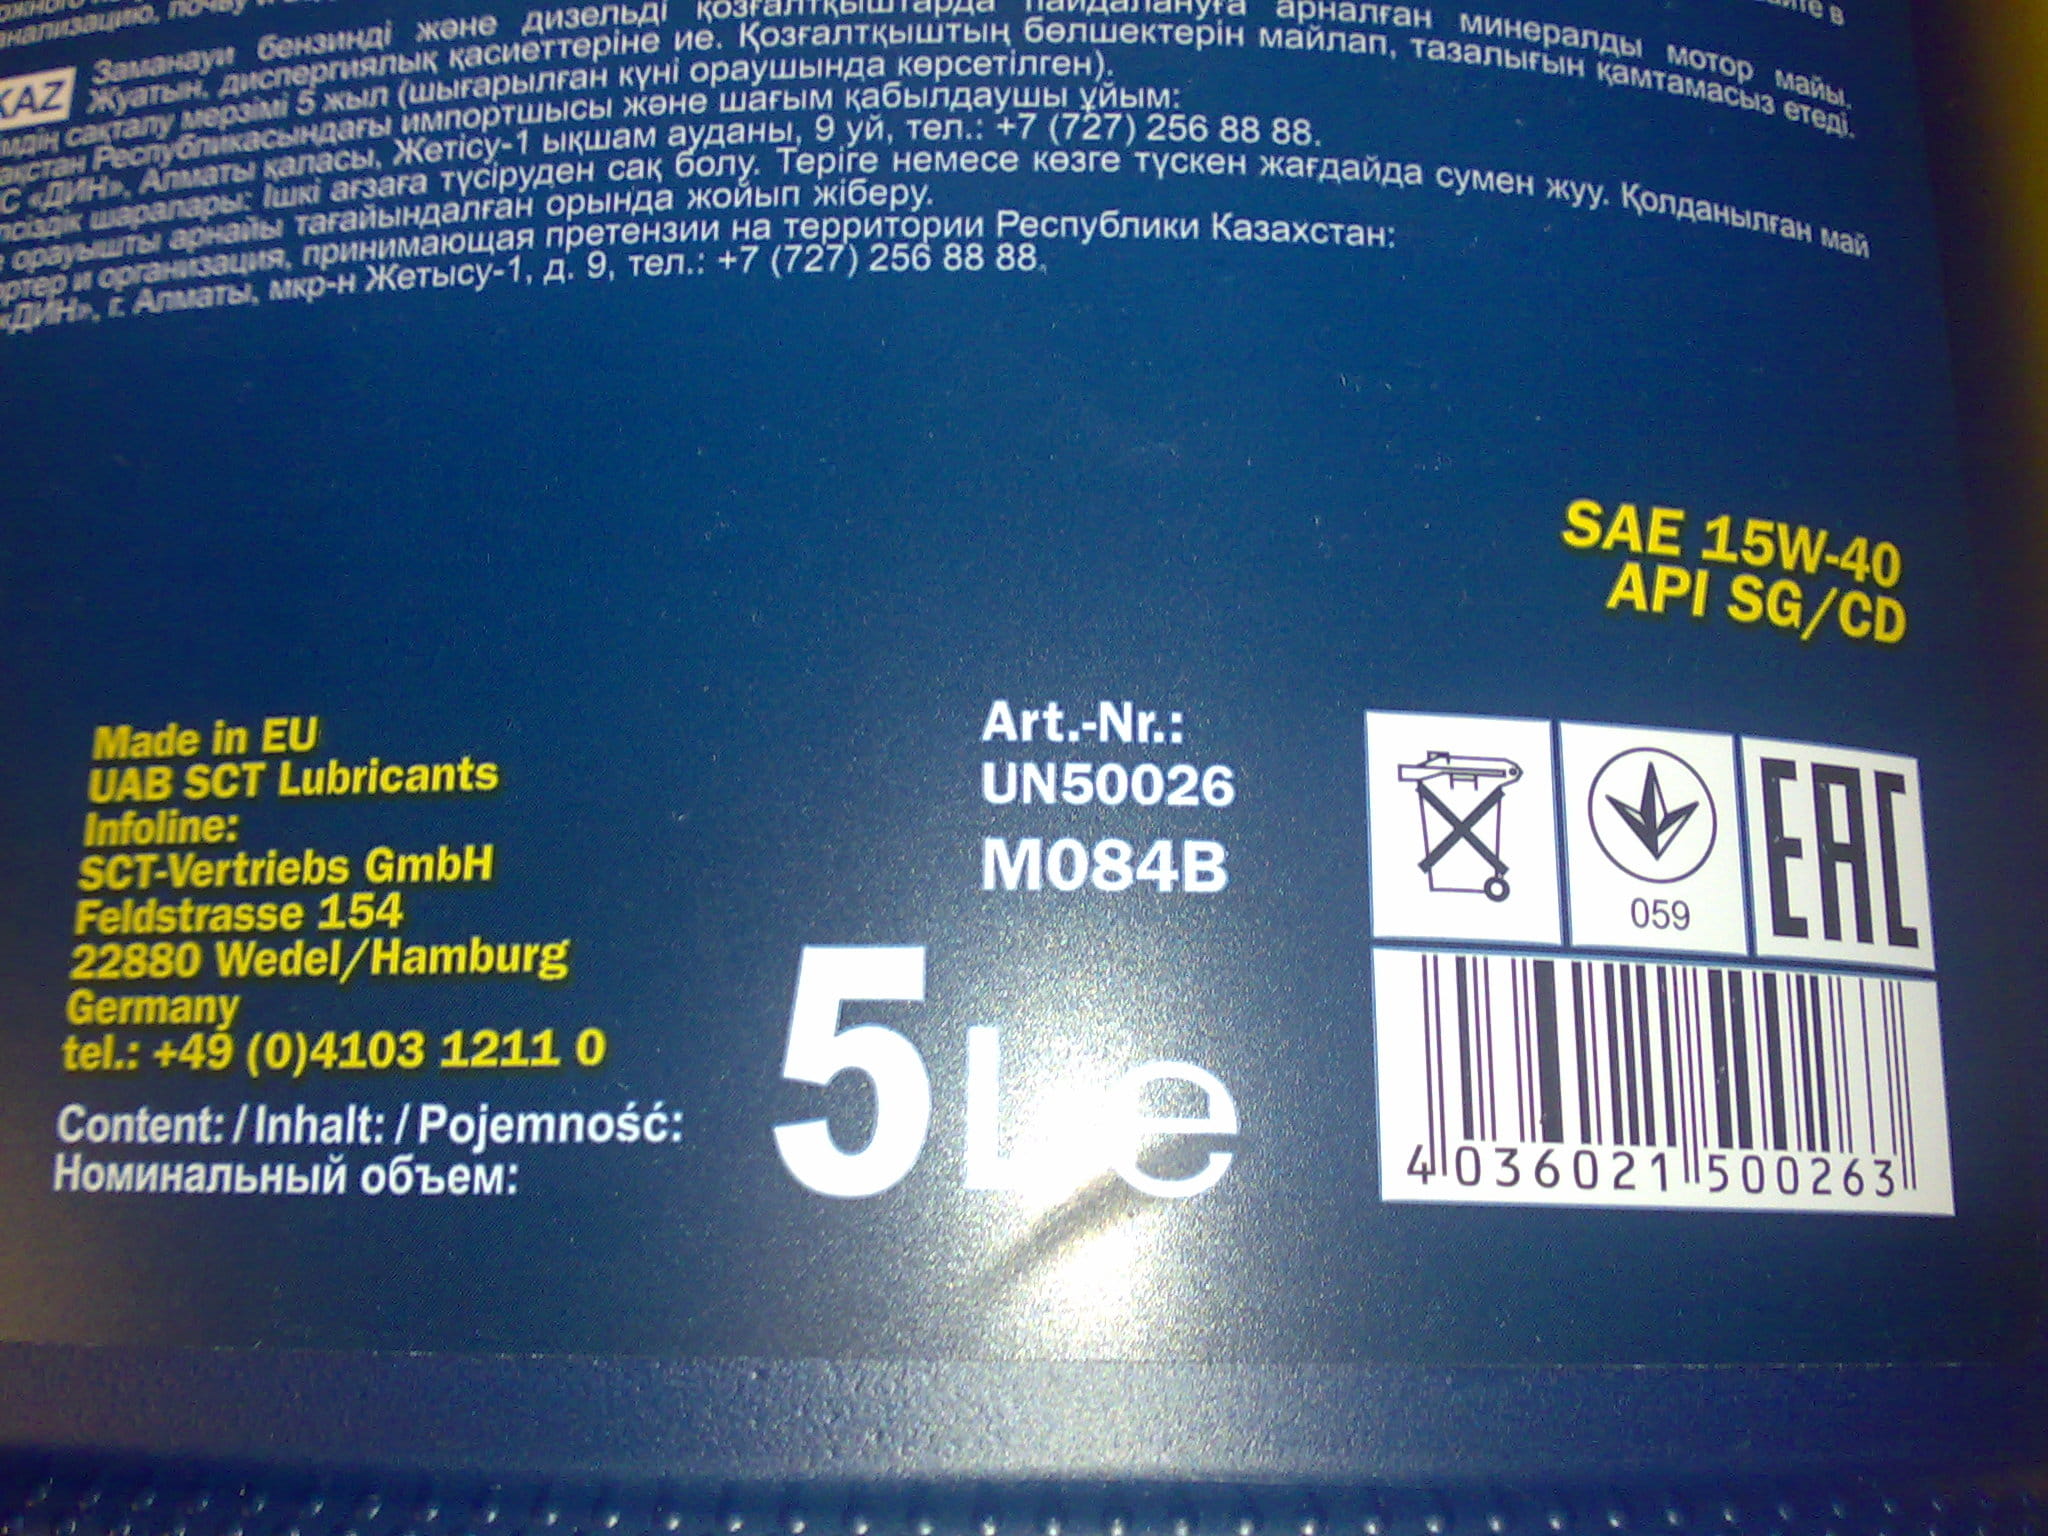 анализацию, почву
Заманауи бензинді және дизельді қозғалтқыштарда пайдалануға арналған минералды мотор майы.
KAZ Жуатын, диспергиялық қасиеттеріне ие. Қозғалтқыштың бөлшектерін майлап, тазалығын қамтамасыз етеді.
сақталу мерзімі 5 жыл (шығарылған күні ораушында көрсетілген).
Республикасындағы импортшысы және шағым қабылдаушы ұйым:
«ДИН», Алматы қаласы, Жетісу-1 ықшам ауданы, 9 уй, тел.: +7 (727) 256 88 88.
шаралары: Ішкі ағзаға түсіруден сақ болу. Теріге немесе көзге түскен жағдайда сумен жуу. Қолданылған май
орауышты арнайы тағайындалған орында жойып жіберу.
и организация, принимающая претензии на территории Республики Казахстан:
«ДИН», г. Алматы, мкр-н Жетысу-1, д. 9, тел.: +7 (727) 256 88 88.
SAE 15W-40
API SG/CD
Made in EU
UAB SCT Lubricants
Infoline:
SCT-Vertriebs GmbH
Feldstrasse 154
22880 Wedel/Hamburg
Germany
tel.: +49 (0)4103 1211 0
Art.-Nr.:
UN50026
M084B
059
EAC
Content: / Inhalt: / Pojemność:
Номинальный объем:
5 L e
4 036021 500263